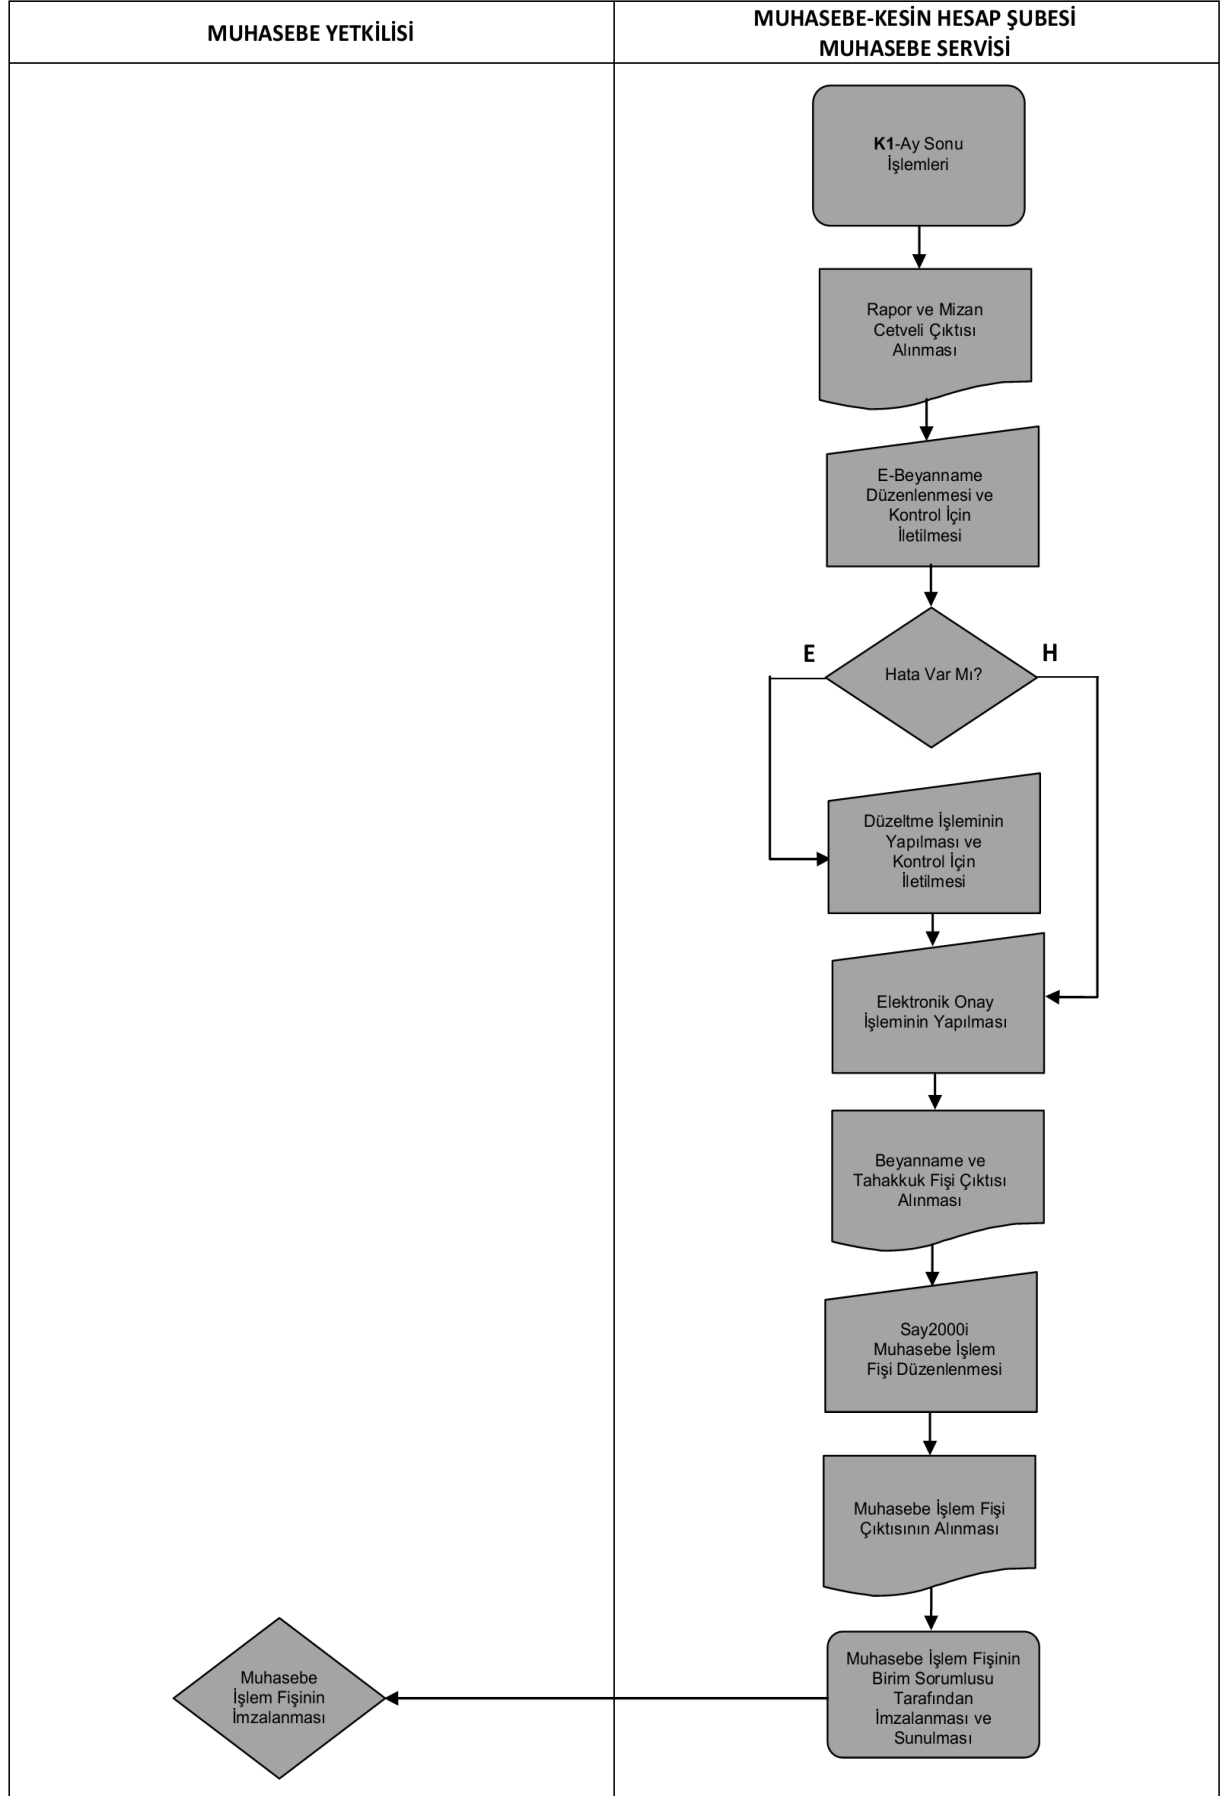 MUHASEBE YETKİLİSİ
MUHASEBE-KESİN HESAP ŞUBESİ
MUHASEBE SERVİSİ
K1-Ay Sonu
İşlemleri
Rapor ve Mizan
Cetveli Çıktısı
Alınması
E-Beyanname
Düzenlenmesi ve
Kontrol İçin
İletilmesi
E
H
Hata Var Mı?
Düzeltme İşleminin
Yapılması ve
Kontrol İçin
İletilmesi
Elektronik Onay
İşleminin Yapılması
Beyanname ve
Tahakkuk Fişi Çıktısı
Alınması
Say2000i
Muhasebe İşlem
Fişi Düzenlenmesi
Muhasebe İşlem Fişi
Çıktısının Alınması
Muhasebe İşlem Fişinin
Birim Sorumlusu
Tarafından
İmzalanması ve
Sunulması
Muhasebe
İşlem Fişinin
İmzalanması